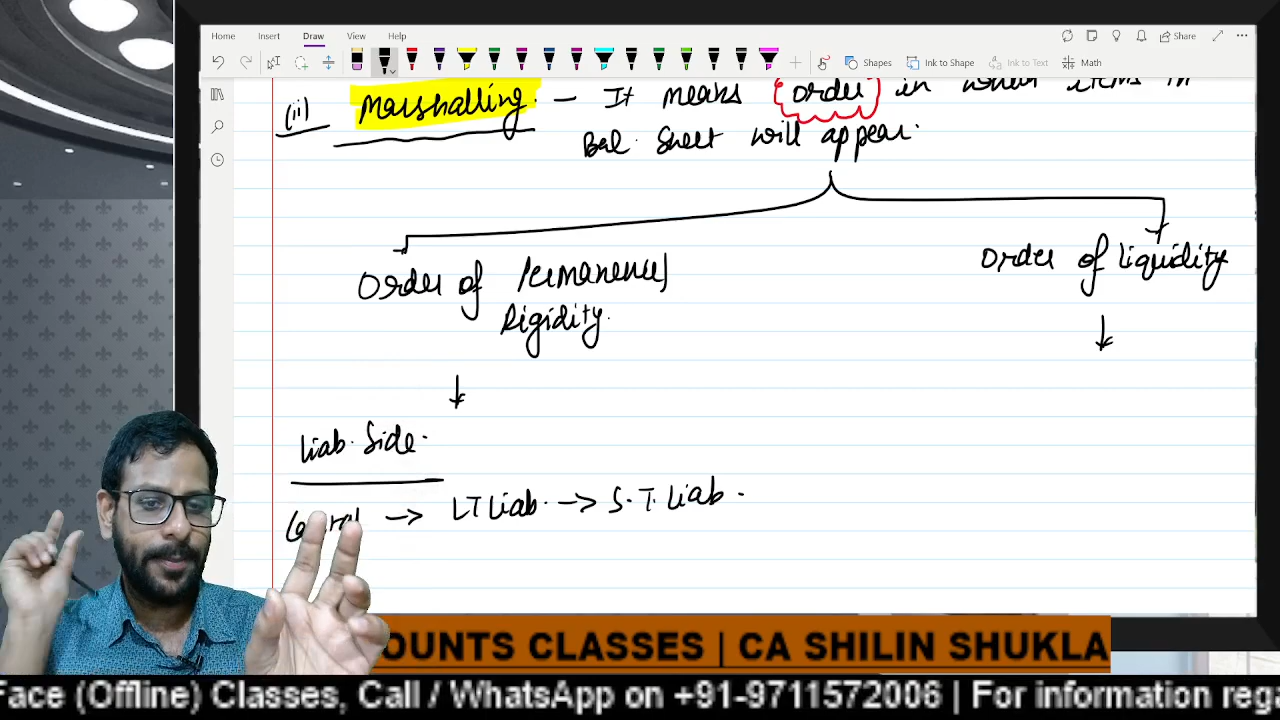 Home Insert Draw View Help
Share
Shapes Ink to Shape Ink to Text Math
(ii) Marshalling - It means order in which items in
Bal. Sheet will appear.
Order of Permanence/
Rigidity.
Order of liquidity
Liab. Side.
→ LT Liab. → S.T. Liab.
OUNTS CLASSES | CA SHILIN SHUKLA
Face (Offline) Classes, Call / WhatsApp on +91-9711572006 | For information rega